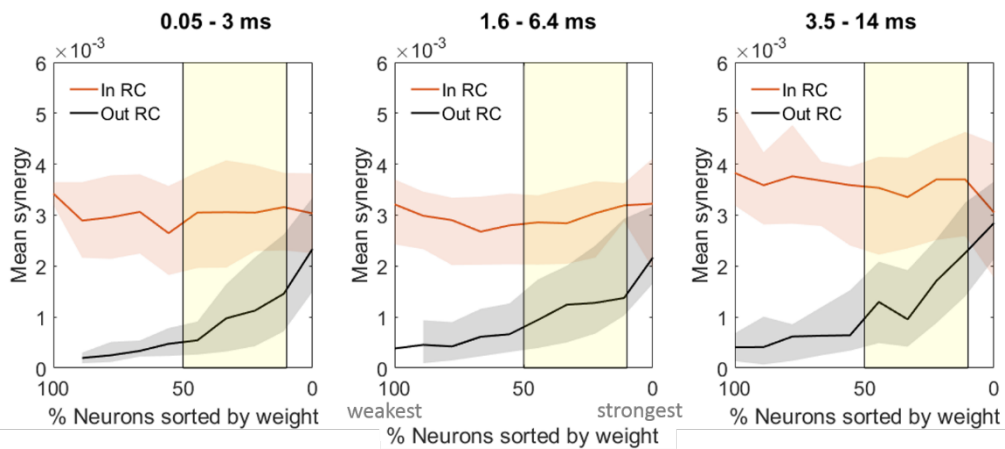 0.05 - 3 ms
×10⁻³
6
5
4
3
2
1
0
Mean synergy
In RC
Out RC
100
50
0
% Neurons sorted by weight
1.6 - 6.4 ms
×10⁻³
6
5
4
3
2
1
0
Mean synergy
In RC
Out RC
100
50
0
weakest
strongest
% Neurons sorted by weight
3.5 - 14 ms
×10⁻³
6
5
4
3
2
1
0
Mean synergy
In RC
Out RC
100
50
0
% Neurons sorted by weight